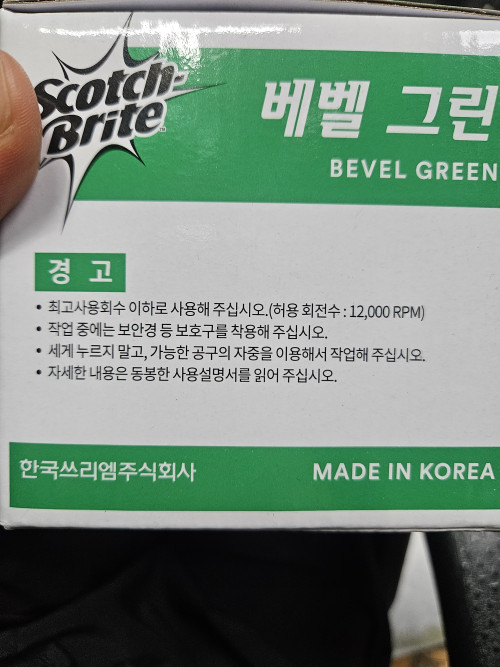 Scotch-
Brite™
베벨 그린
BEVEL GREEN
경 고
• 최고사용회수 이하로 사용해 주십시오.(허용 회전수 : 12,000 RPM)
• 작업 중에는 보안경 등 보호구를 착용해 주십시오.
• 세게 누르지 말고, 가능한 공구의 자중을 이용해서 작업해 주십시오.
• 자세한 내용은 동봉한 사용설명서를 읽어 주십시오.
한국쓰리엠주식회사
MADE IN KOREA